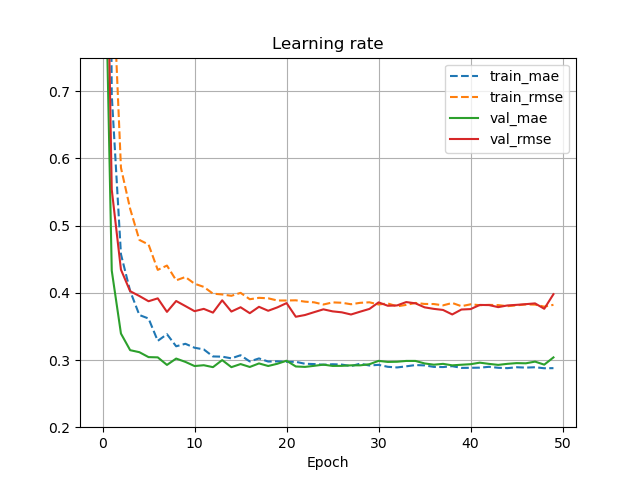 Learning rate
train_mae
train_rmse
val_mae
val_rmse
0.7
0.6
0.5
0.4
0.3
0.2
0 10 20 30 40 50
Epoch